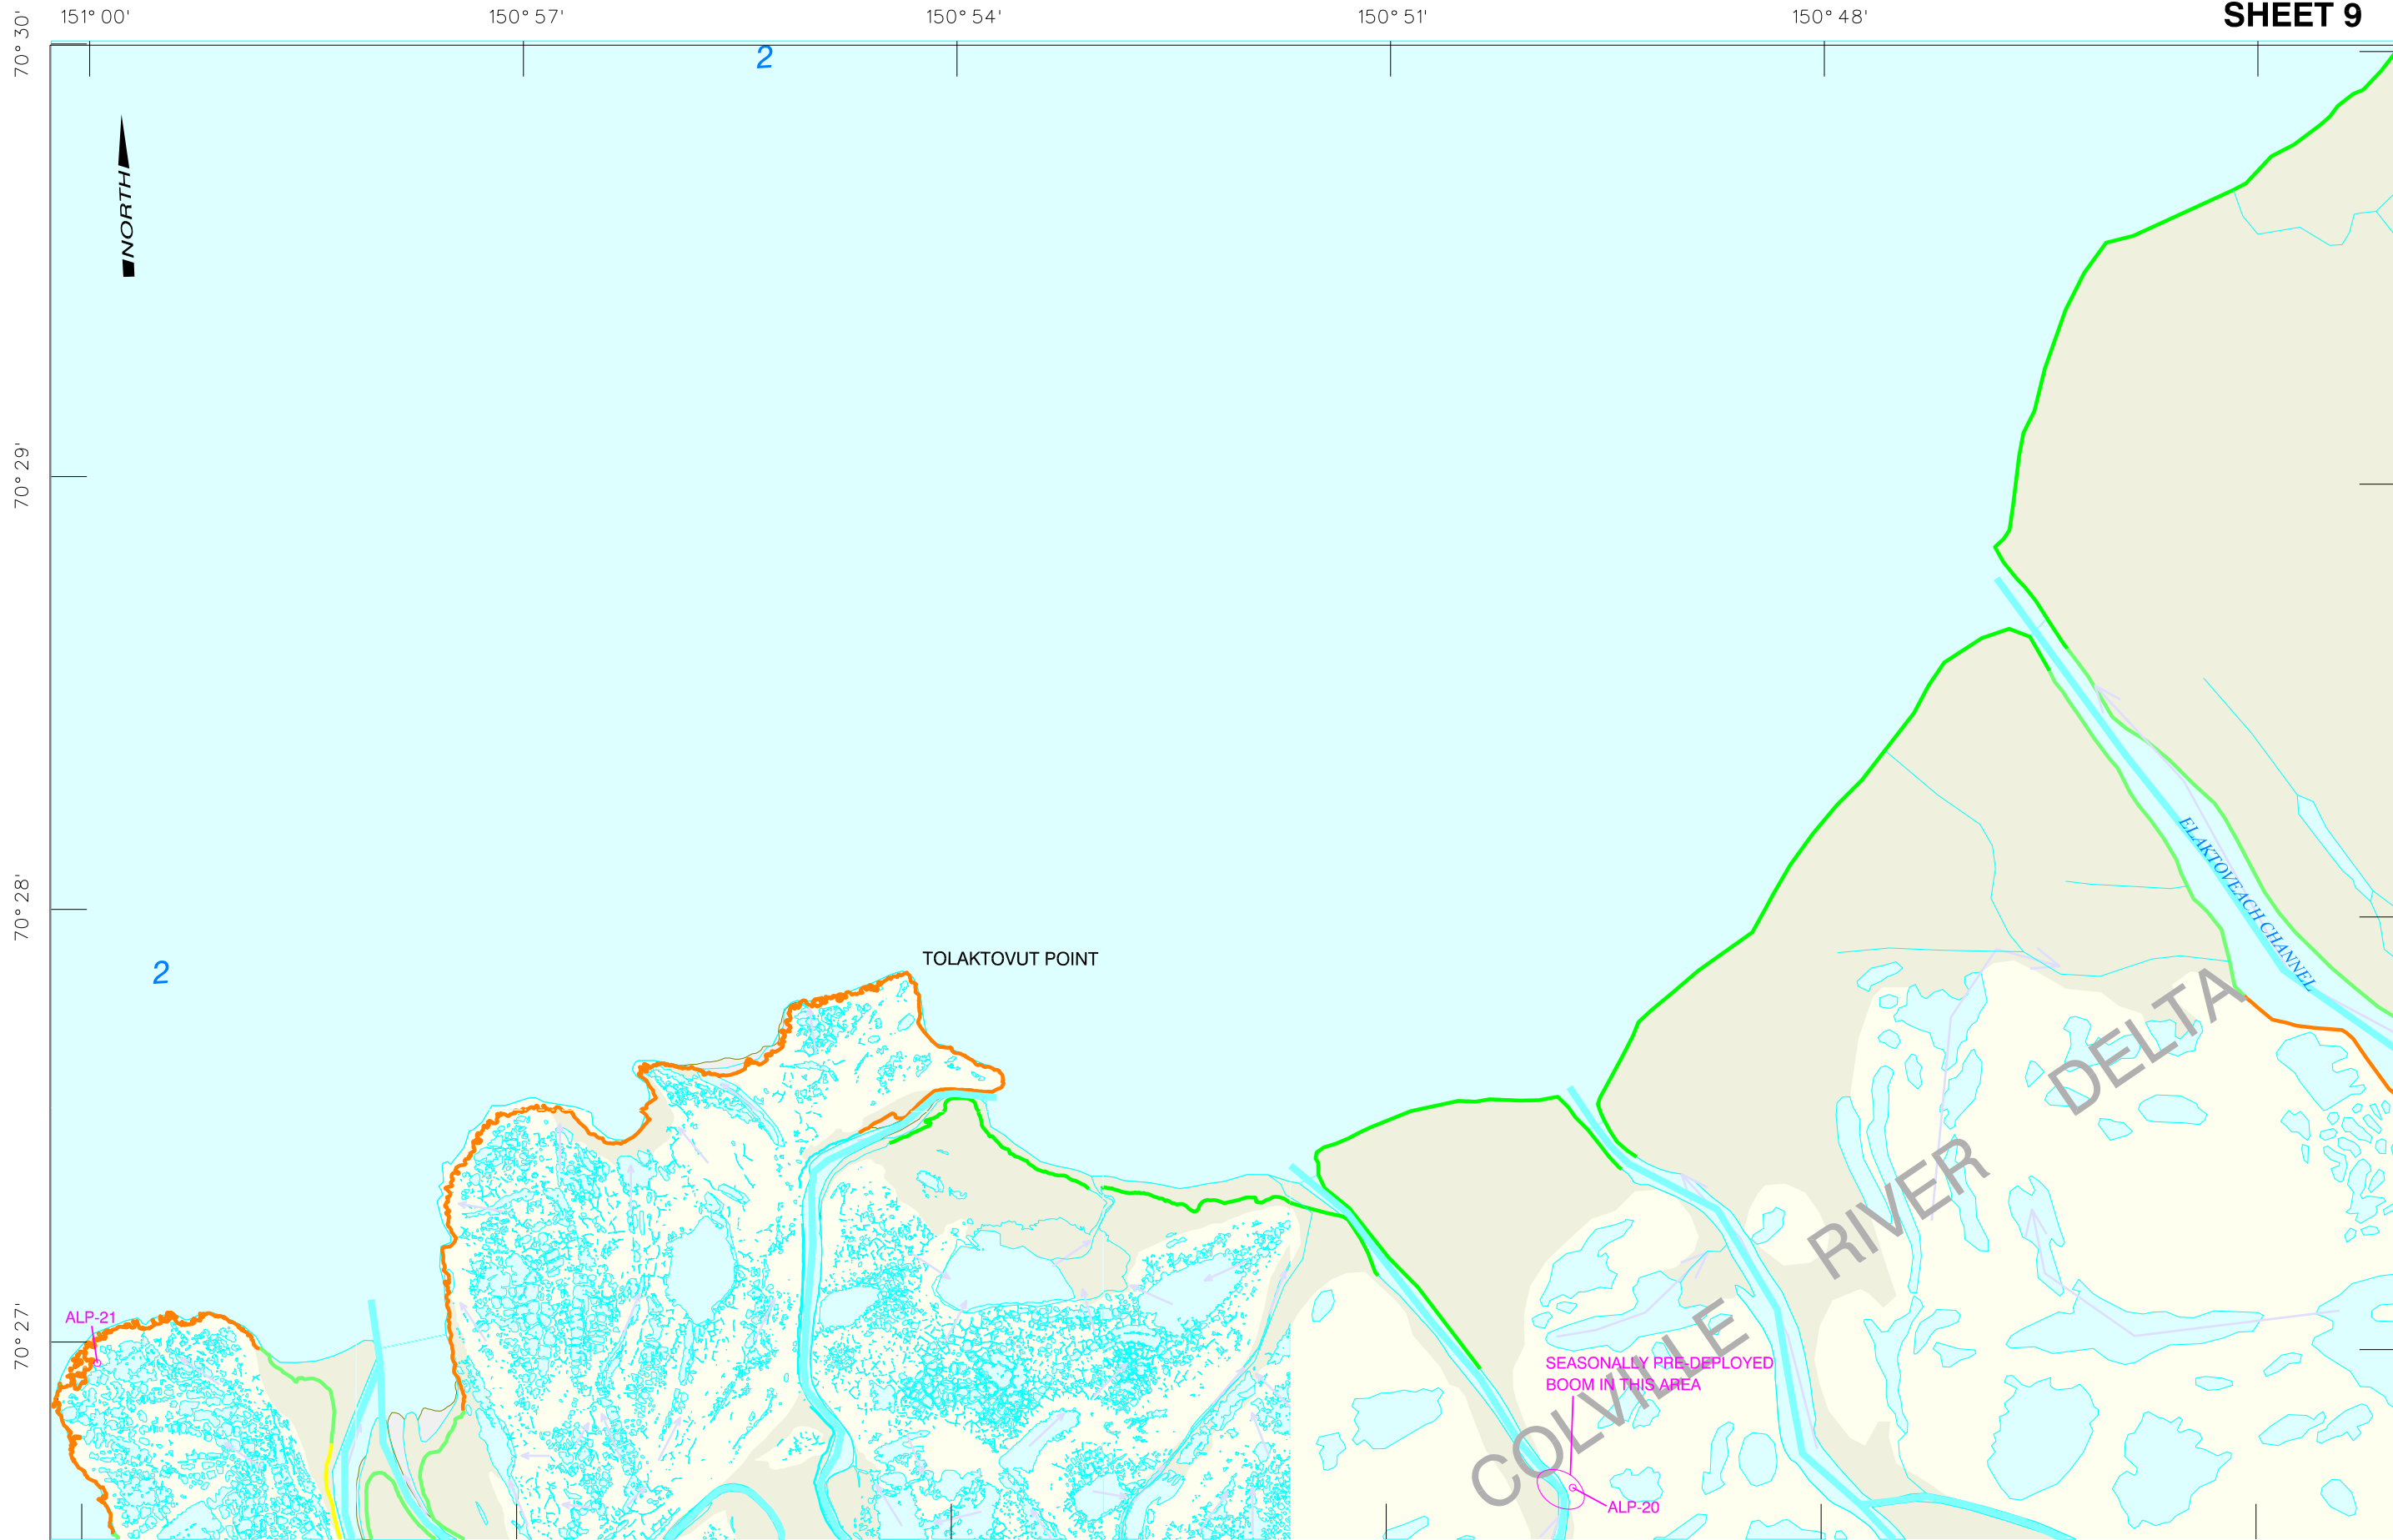 SHEET 9
151° 00'
150° 57'
150° 54'
150° 51'
150° 48'
70° 30'
2
NORTH
70° 29'
ELAKTOVEACH CHANNEL
70° 28'
TOLAKTOVUT POINT
2
COLVILLE RIVER DELTA
ALP-21
70° 27'
SEASONALLY PRE-DEPLOYED
BOOM IN THIS AREA
ALP-20